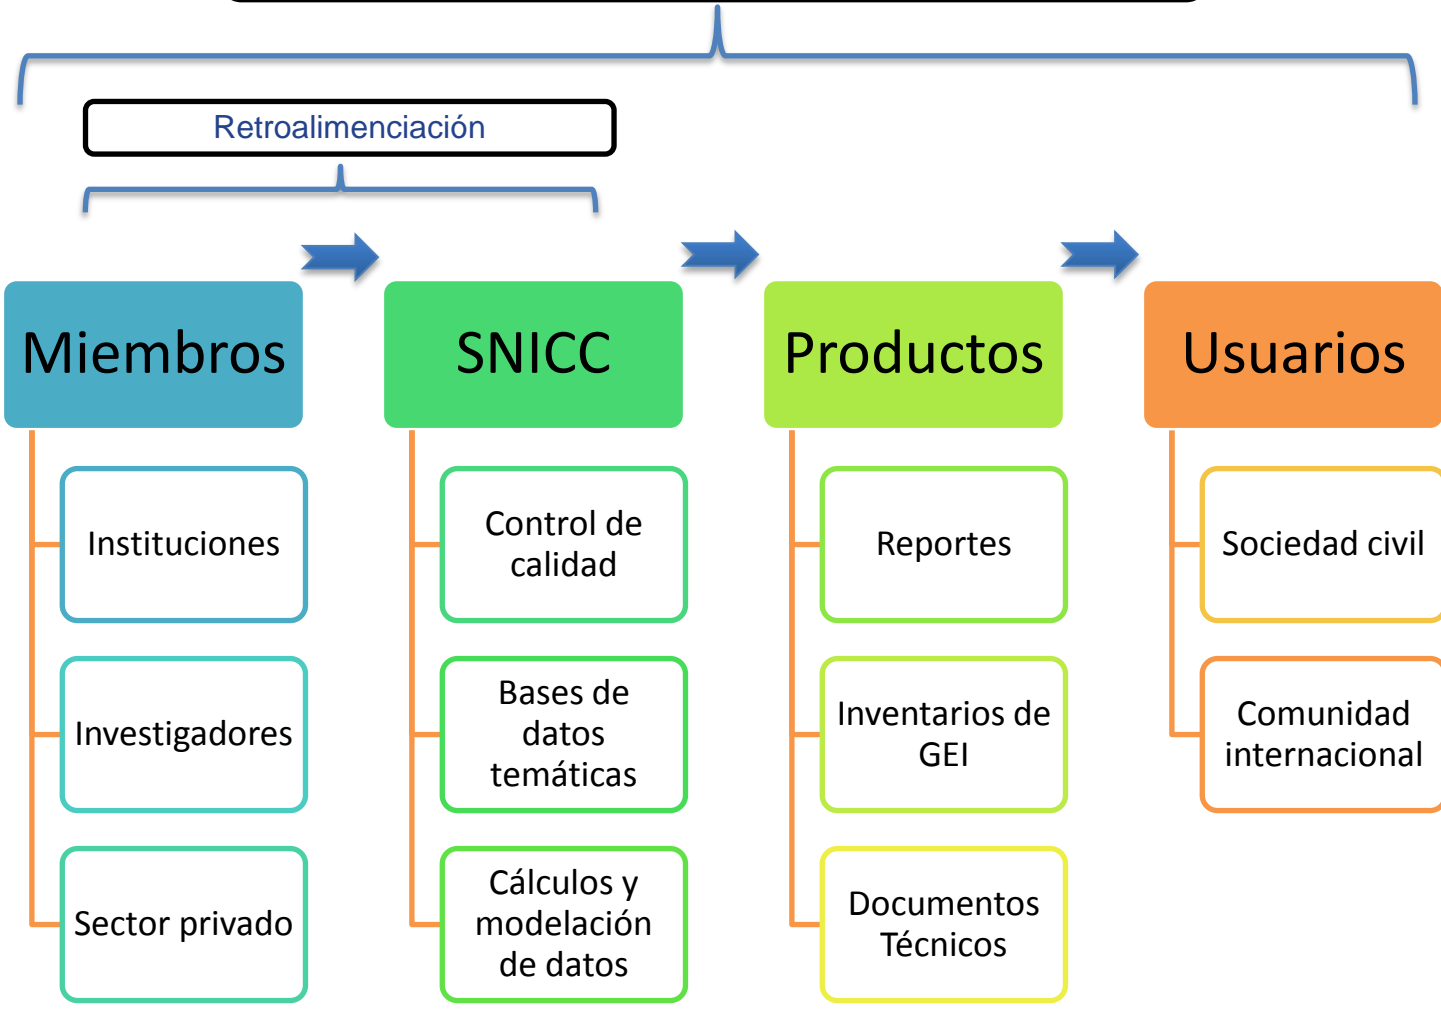 Retroalimenciación
Miembros
SNICC
Productos
Usuarios
Instituciones
Control de
calidad
Reportes
Sociedad civil
Investigadores
Bases de
datos
temáticas
Inventarios de
GEI
Comunidad
internacional
Sector privado
Cálculos y
modelación
de datos
Documentos
Técnicos